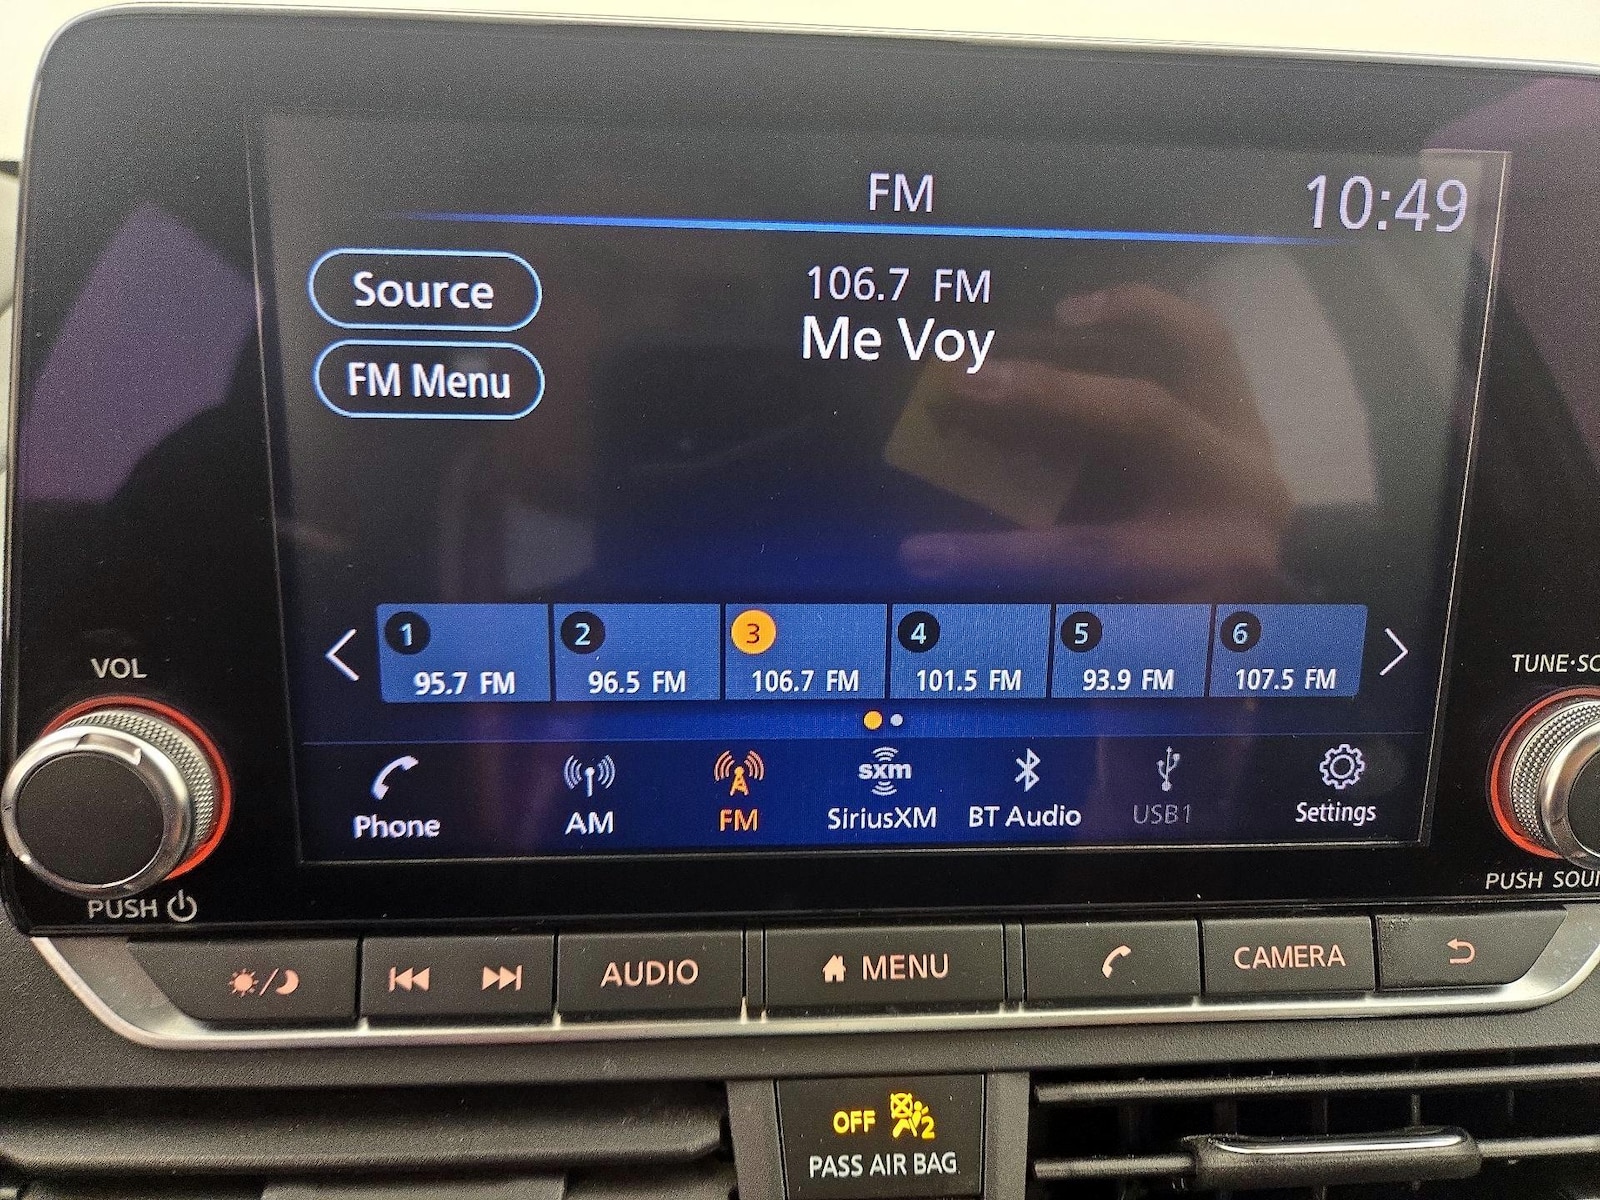 FM
10:49
Source
106.7 FM
Me Voy
FM Menu
1
2
3
4
5
6
95.7 FM
96.5 FM
106.7 FM
101.5 FM
93.9 FM
107.5 FM
VOL
TUNE·SC
sxm
Phone
AM
FM
SiriusXM
BT Audio
USB1
Settings
PUSH
PUSH SOUN
AUDIO
MENU
CAMERA
OFF
2
PASS AIR BAG